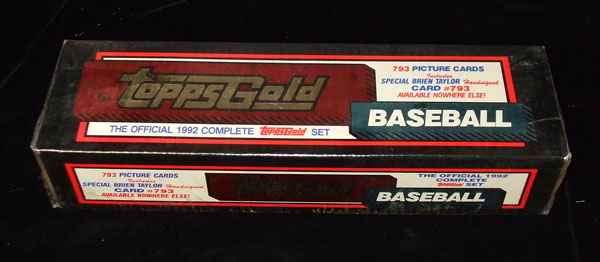 ToppsGold
793 PICTURE CARDS
Includes
SPECIAL BRIEN TAYLOR Handsigned
CARD #793
AVAILABLE NOWHERE ELSE!
THE OFFICIAL 1992 COMPLETE ToppsGold SET
BASEBALL
793 PICTURE CARDS
Includes
SPECIAL BRIEN TAYLOR Handsigned
CARD #793
AVAILABLE NOWHERE ELSE!
ToppsGold
THE OFFICIAL 1992
COMPLETE
ToppsGold SET
BASEBALL